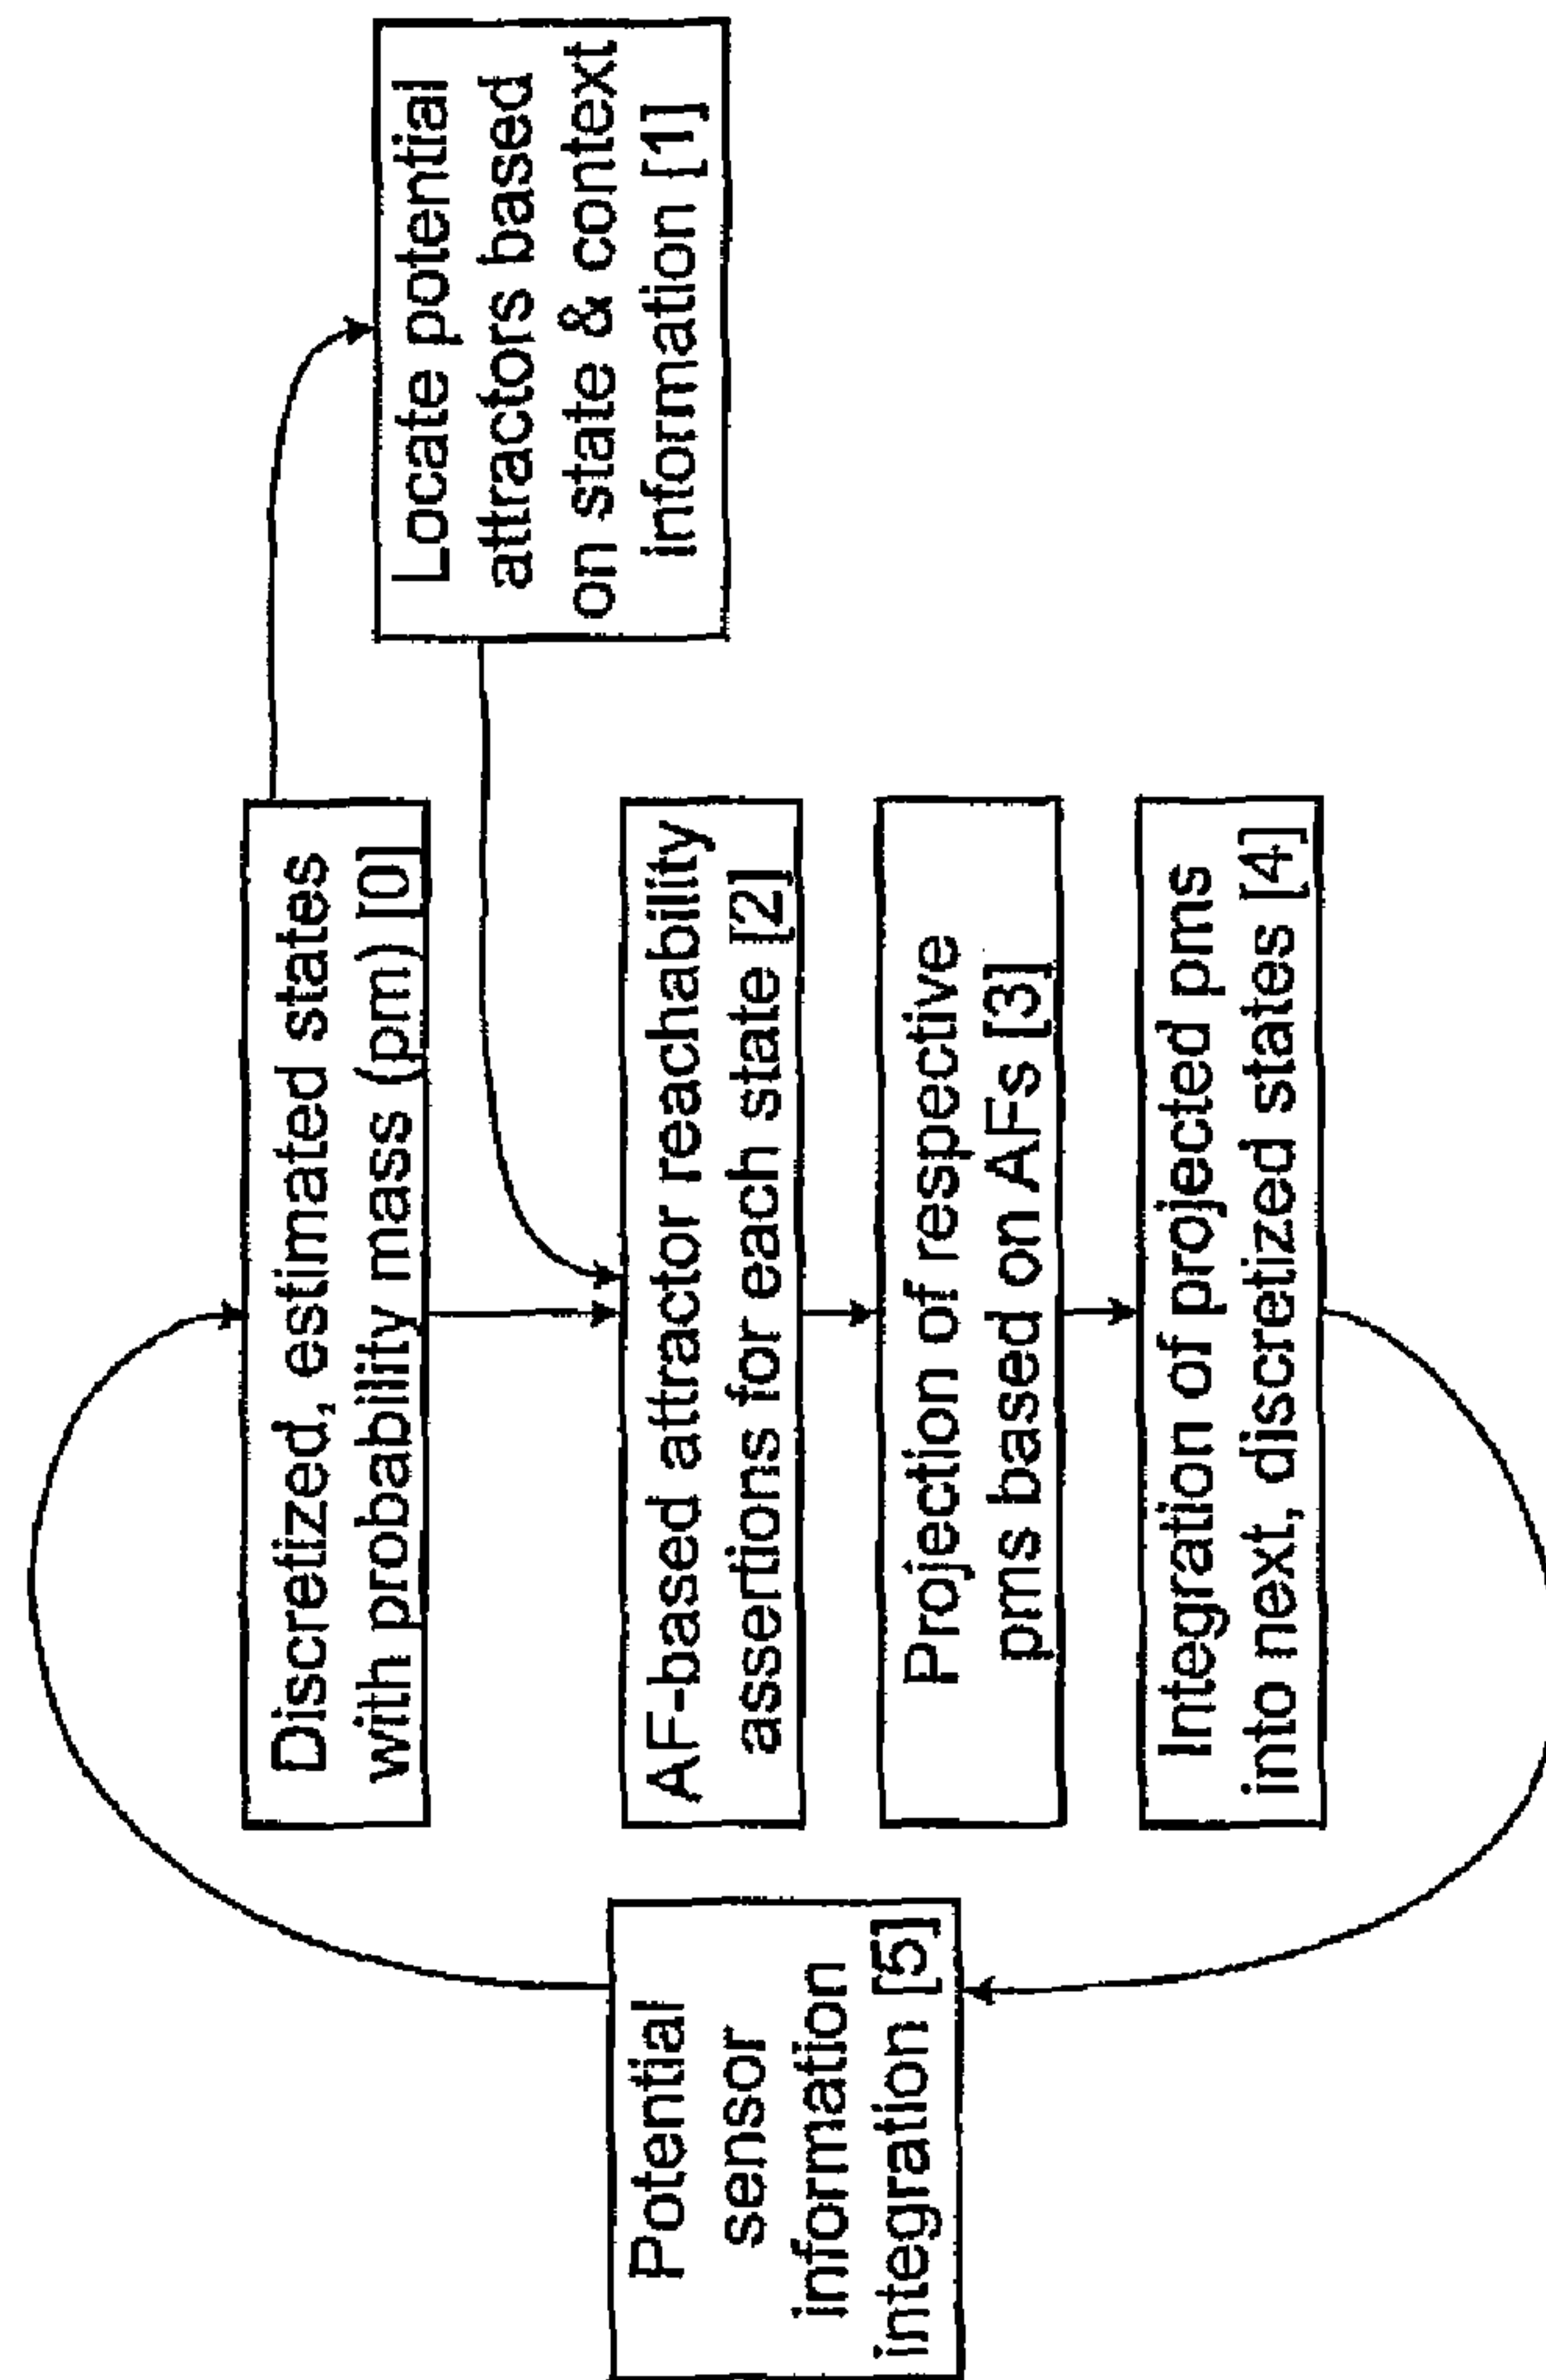 Discretized, estimated states
with probability mass (pm) [0]
Locate potential
attractors based
on state & context
information [1]
AF-based attractor reachability
assertions for each state [2]
Projection of respective
pms based on AFs [3]
Integration of projected pms
into next, discretized states [4]
Potential
sensor
information
integration [5]